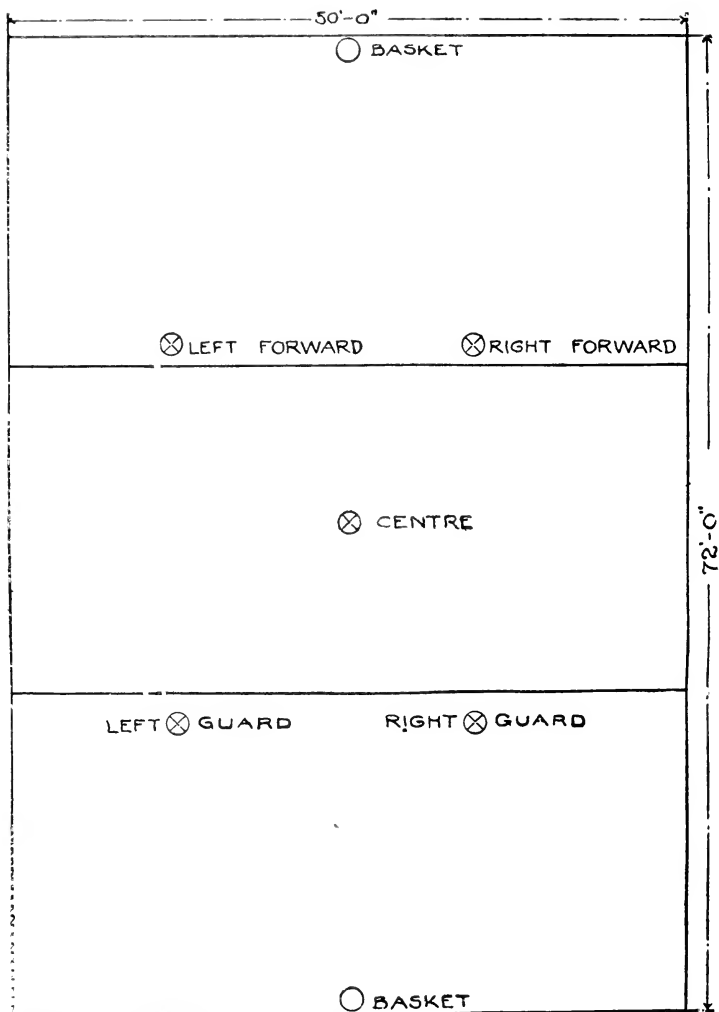 50'-0"
BASKET
LEFT FORWARD
RIGHT FORWARD
CENTRE
72'-0"
LEFT GUARD
RIGHT GUARD
BASKET